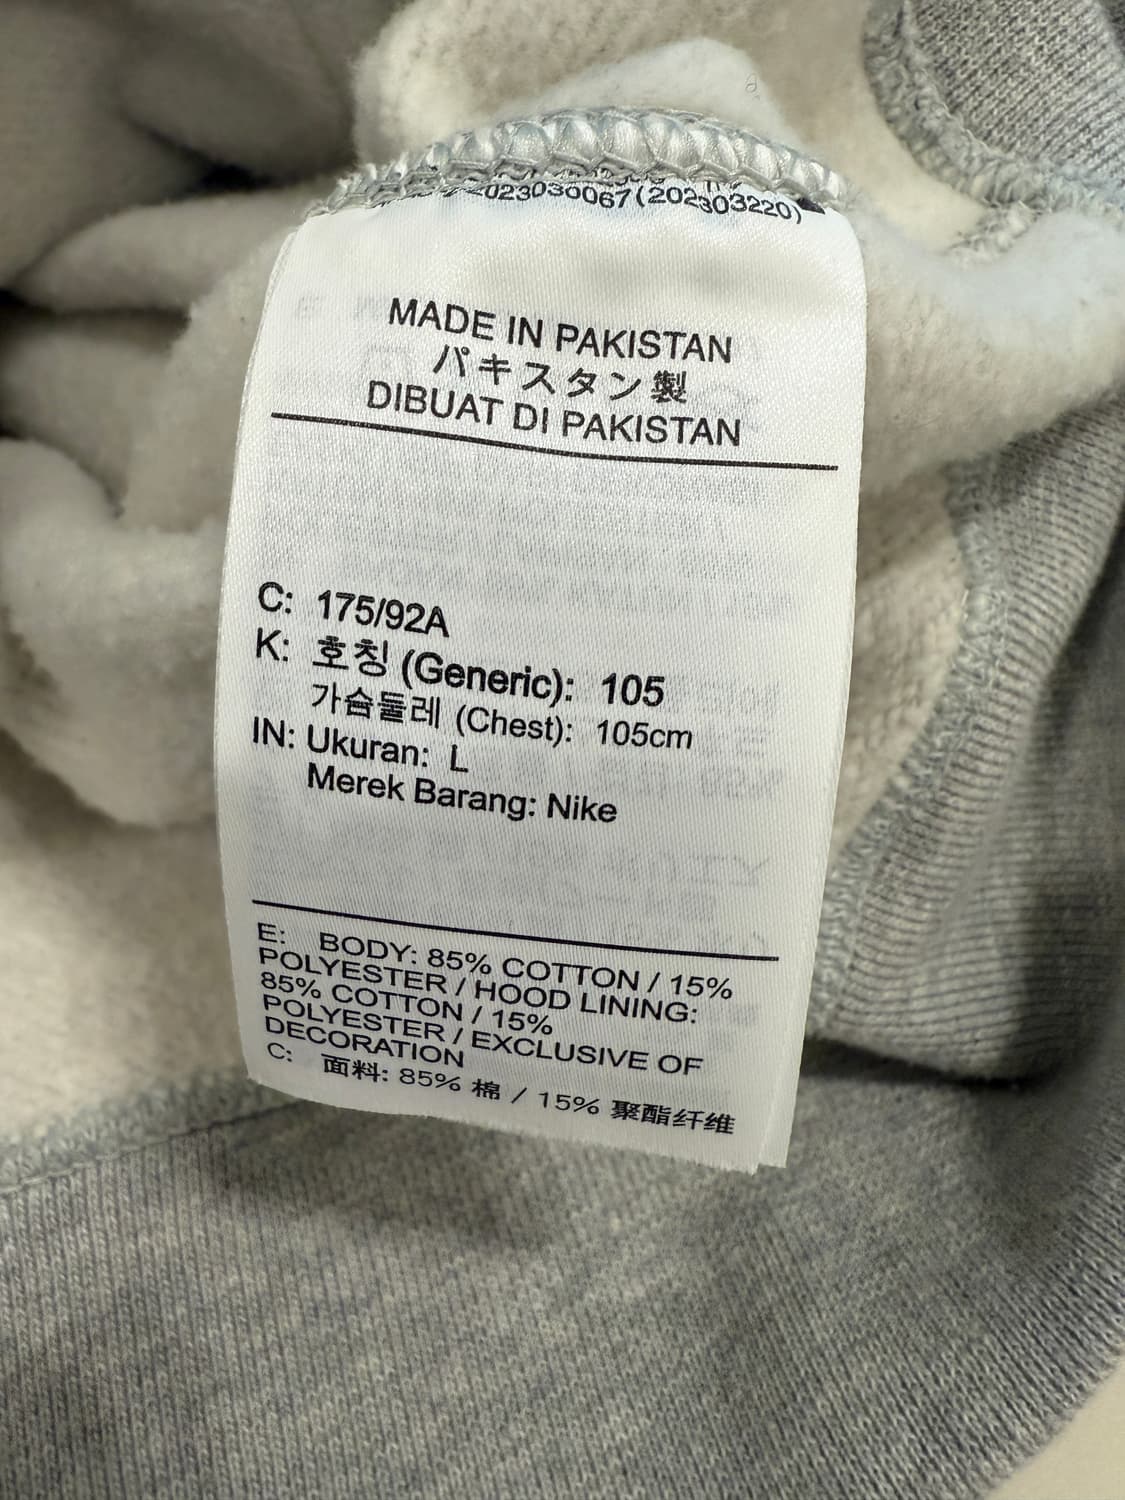 023030067(202303220)
MADE IN PAKISTAN
パキスタン製
DIBUAT DI PAKISTAN
C: 175/92A
K: 호칭 (Generic): 105
가슴둘레 (Chest): 105cm
IN: Ukuran: L
Merek Barang: Nike
E: BODY: 85% COTTON / 15%
POLYESTER / HOOD LINING:
85% COTTON / 15%
POLYESTER / EXCLUSIVE OF
DECORATION
C: 面料: 85% 棉 / 15% 聚酯纤维